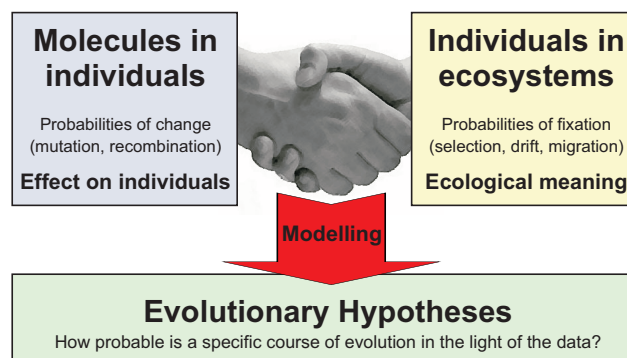 Molecules in
individuals
Probabilities of change
(mutation, recombination)
Effect on individuals
Individuals in
ecosystems
Probabilities of fixation
(selection, drift, migration)
Ecological meaning
Modelling
Evolutionary Hypotheses
How probable is a specific course of evolution in the light of the data?